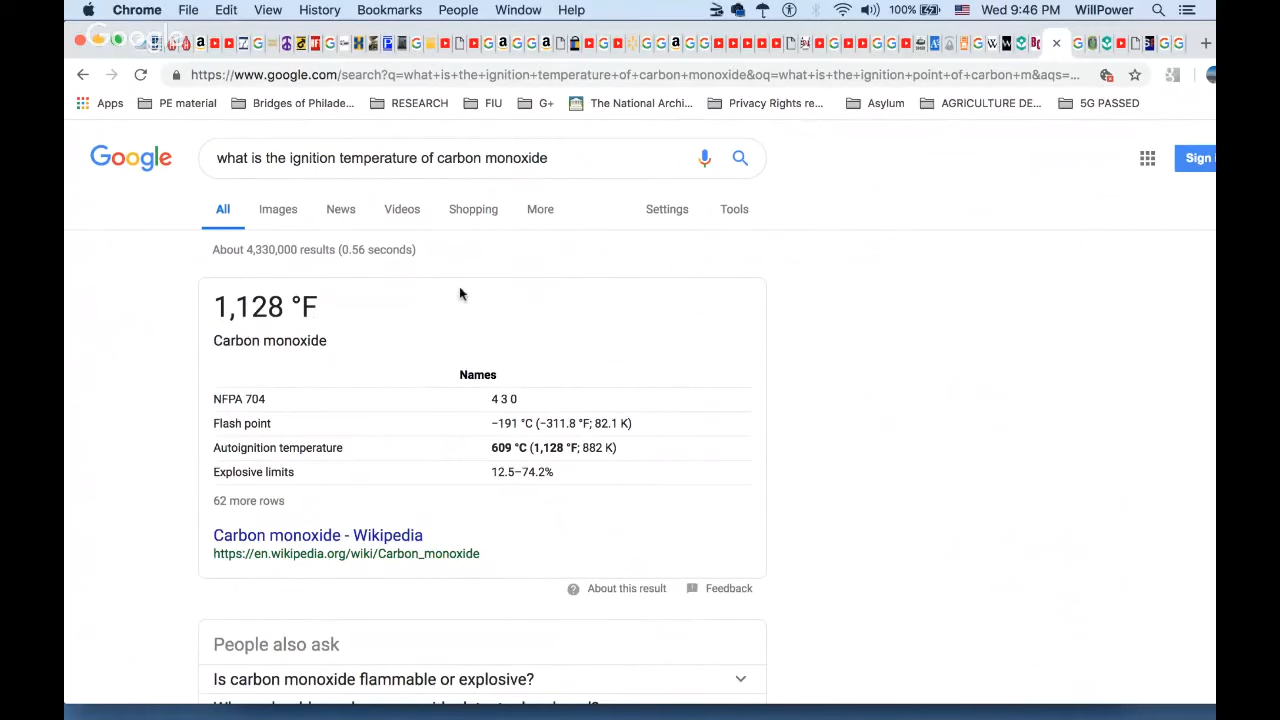 Chrome File Edit View History Bookmarks People Window Help 100% Wed 9:46 PM WillPower
Google
https://www.google.com/search?q=what+is+the+ignition+temperature+of+carbon+monoxide&oq=what+is+the+ignition+point+of+carbon+m&aqs=...
Apps PE material Bridges of Philade... RESEARCH FIU G+ The National Archi... Privacy Rights re... Asylum AGRICULTURE DE... 5G PASSED
Google what is the ignition temperature of carbon monoxide Sign
All Images News Videos Shopping More Settings Tools
About 4,330,000 results (0.56 seconds)
1,128 °F
Carbon monoxide
Names
NFPA 704 4 3 0
Flash point −191 °C (−311.8 °F; 82.1 K)
Autoignition temperature 609 °C (1,128 °F; 882 K)
Explosive limits 12.5–74.2%
62 more rows
Carbon monoxide - Wikipedia
https://en.wikipedia.org/wiki/Carbon_monoxide
About this result Feedback
People also ask
Is carbon monoxide flammable or explosive?